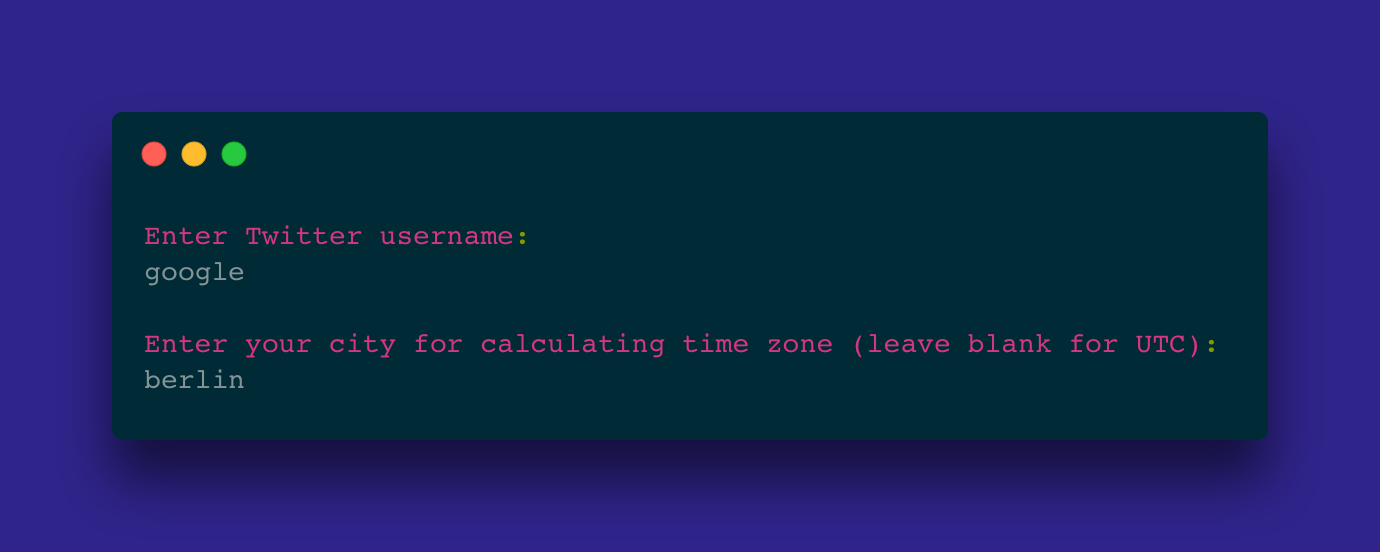 Enter Twitter username:
google
Enter your city for calculating time zone (leave blank for UTC):
berlin